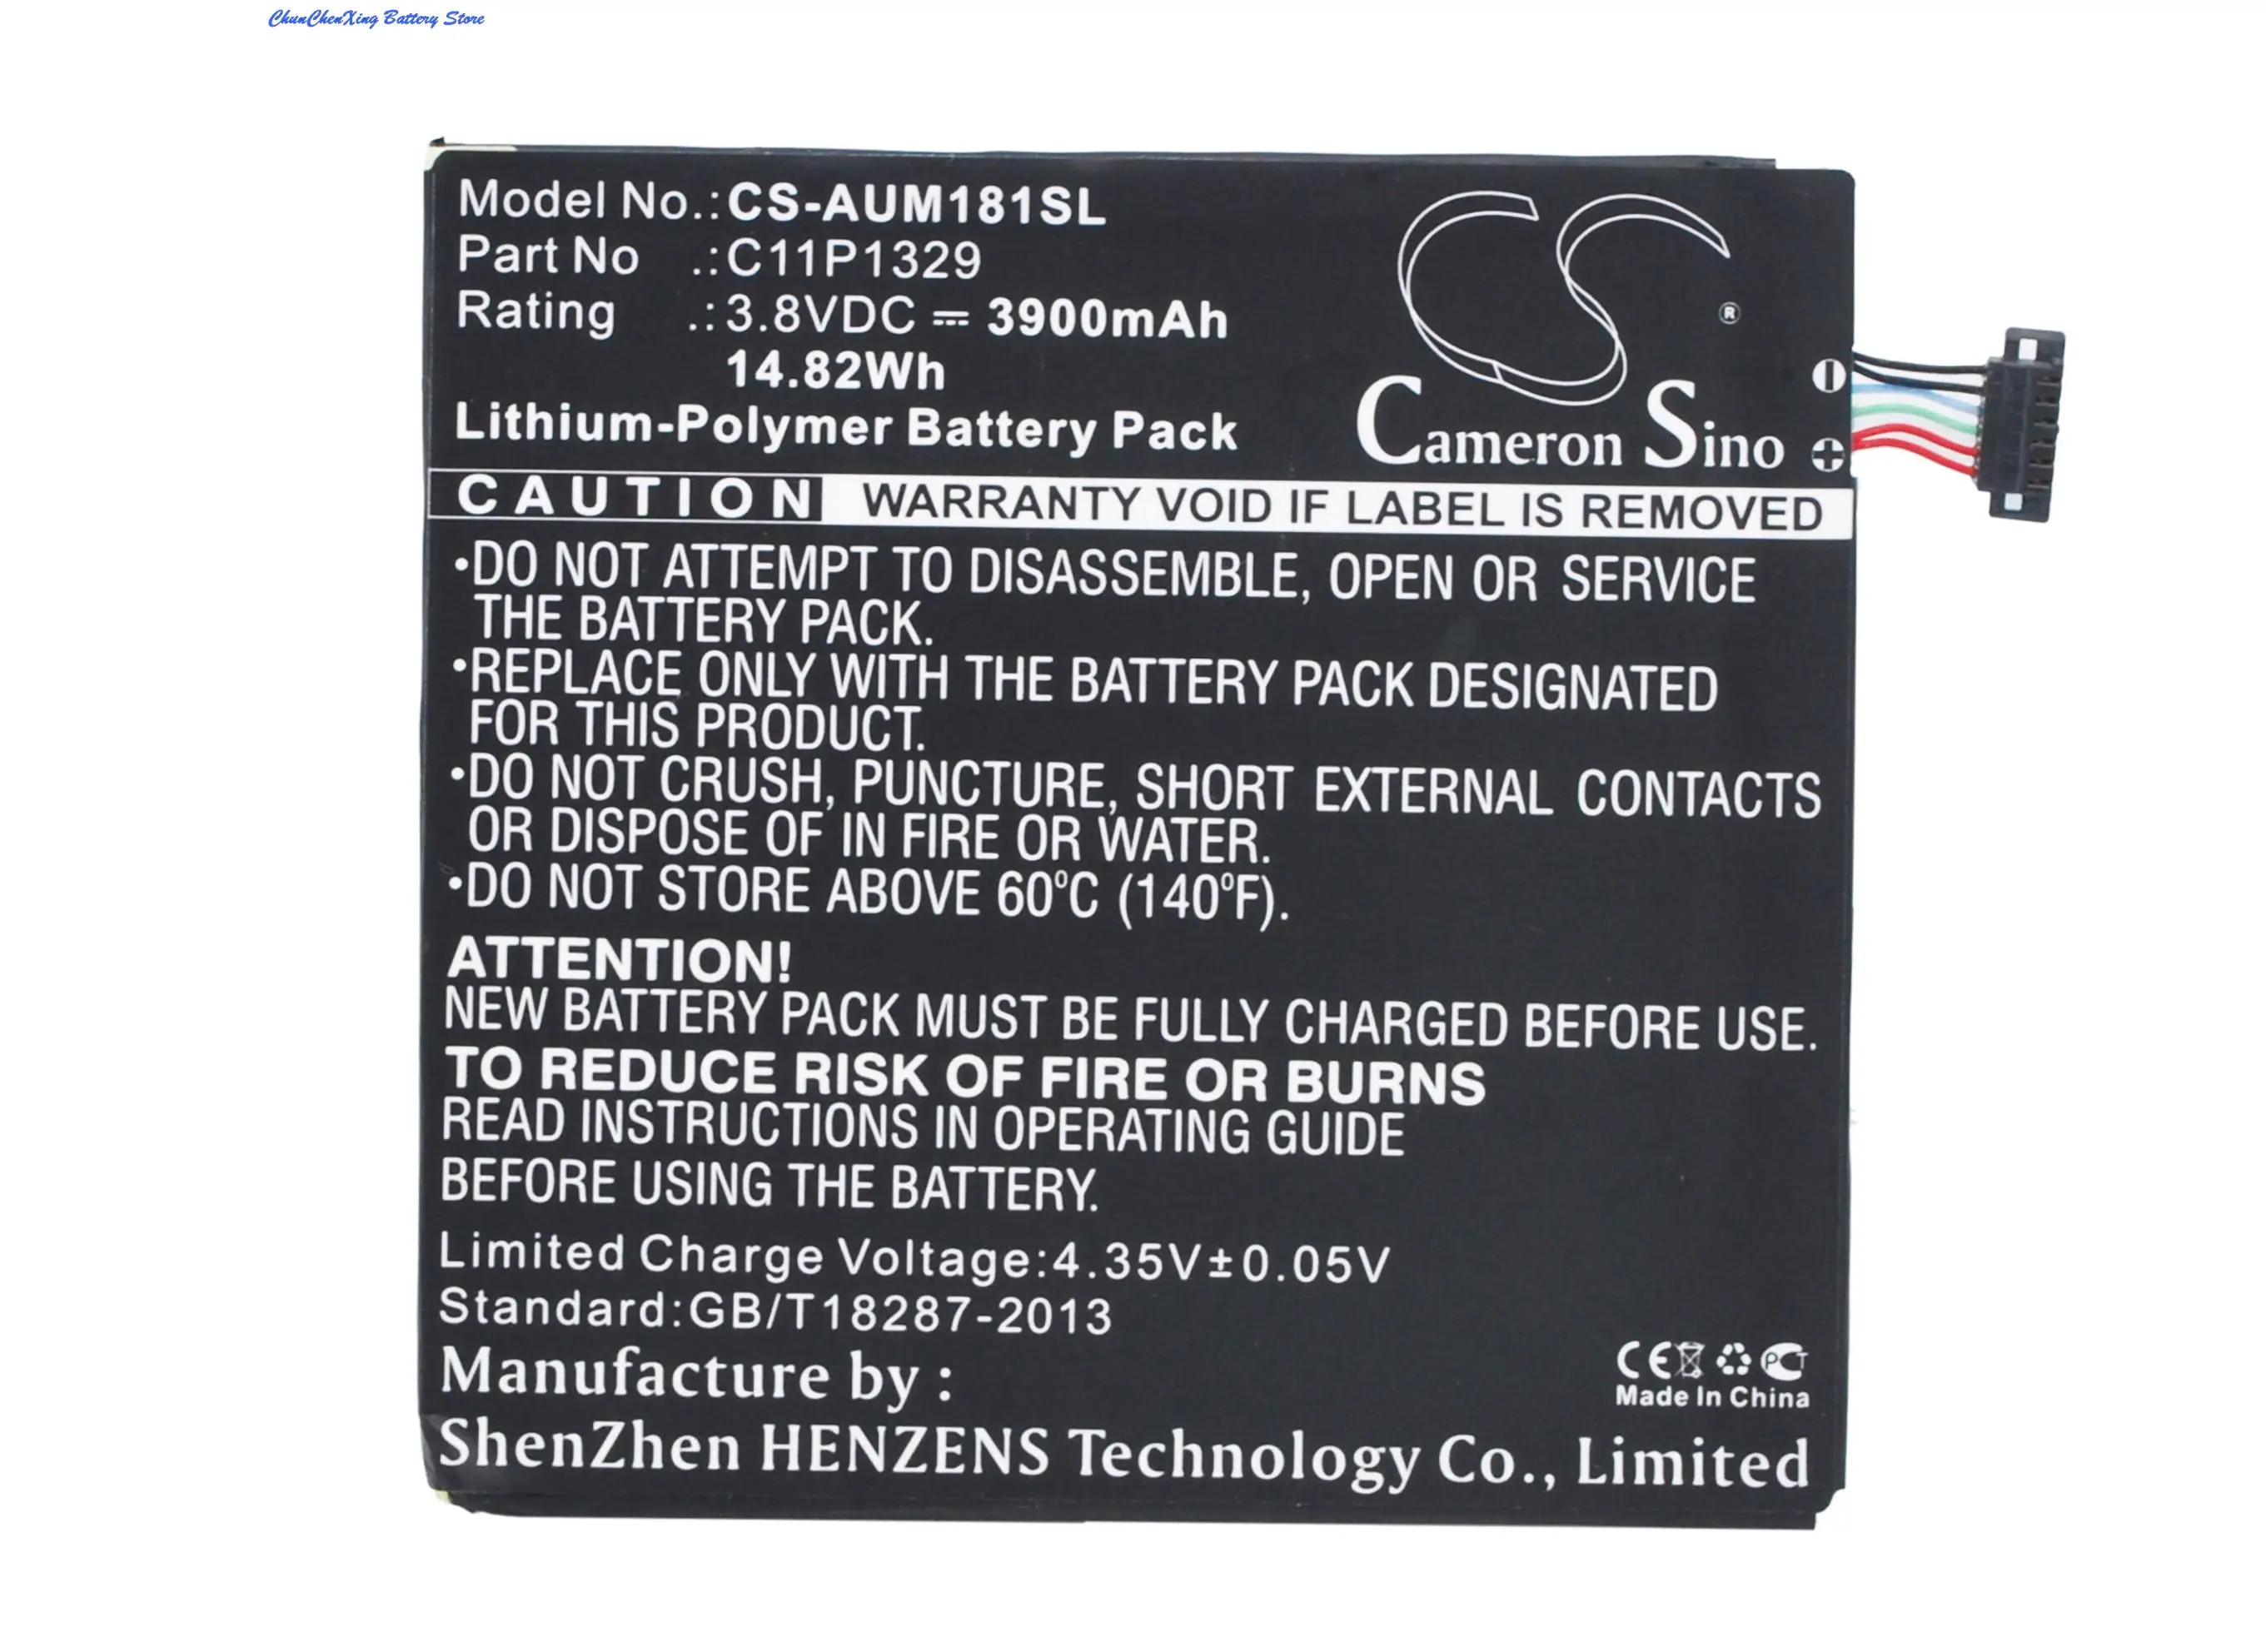 ChunChenXing Battery Store
Model No.:CS-AUM181SL
Part No .:C11P1329
Rating .:3.8VDC ⎓ 3900mAh
14.82Wh
Lithium-Polymer Battery Pack
CS
®
Cameron Sino
CAUTION WARRANTY VOID IF LABEL IS REMOVED
•DO NOT ATTEMPT TO DISASSEMBLE, OPEN OR SERVICE
THE BATTERY PACK.
•REPLACE ONLY WITH THE BATTERY PACK DESIGNATED
FOR THIS PRODUCT.
•DO NOT CRUSH, PUNCTURE, SHORT EXTERNAL CONTACTS
OR DISPOSE OF IN FIRE OR WATER.
•DO NOT STORE ABOVE 60°C (140°F).
ATTENTION!
NEW BATTERY PACK MUST BE FULLY CHARGED BEFORE USE.
TO REDUCE RISK OF FIRE OR BURNS
READ INSTRUCTIONS IN OPERATING GUIDE
BEFORE USING THE BATTERY.
Limited Charge Voltage:4.35V±0.05V
Standard:GB/T18287-2013
Manufacture by :
CE PCT
Made In China
ShenZhen HENZENS Technology Co., Limited